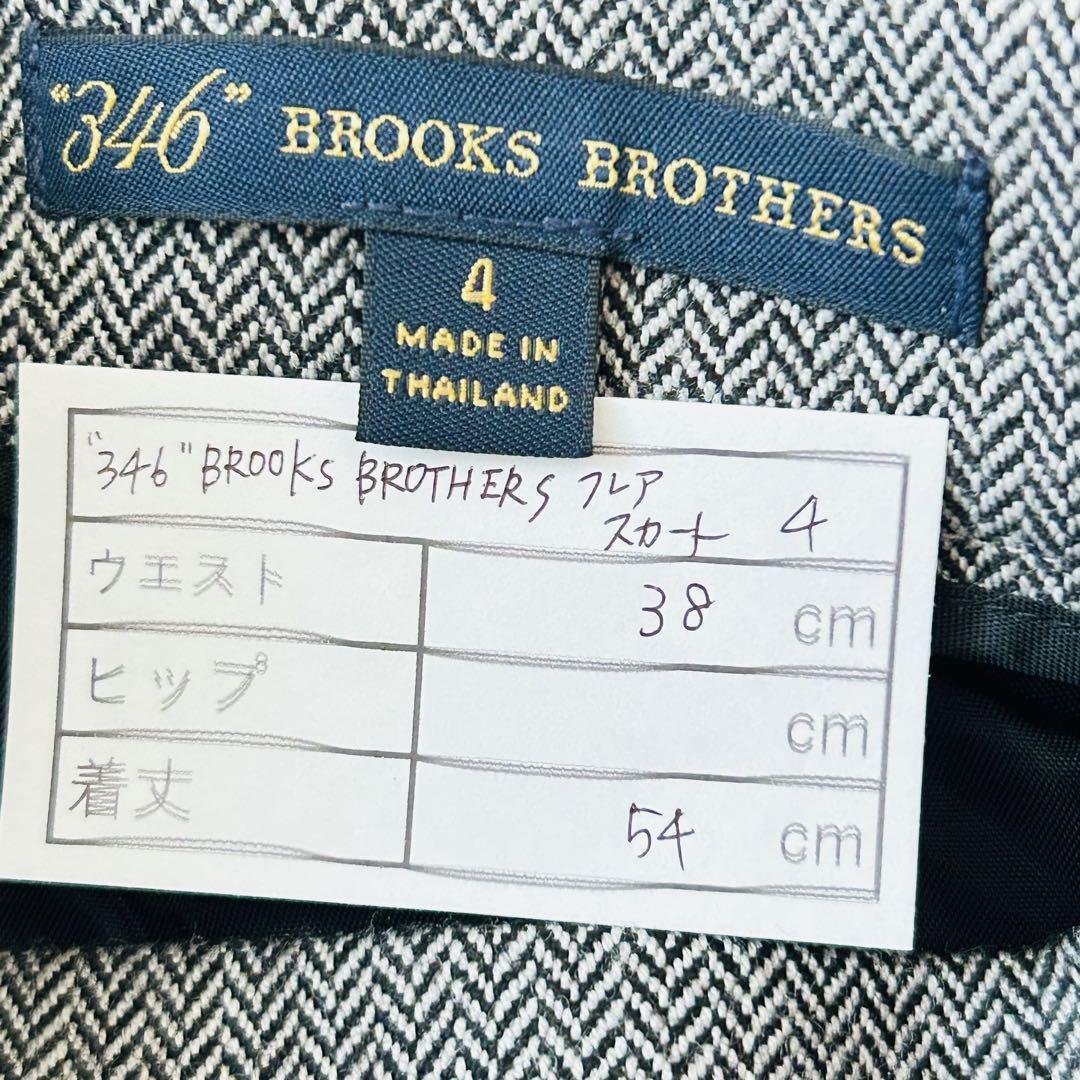 "346" BROOKS BROTHERS
4
MADE IN
THAILAND
"346" BROOKS BROTHERS フレア
スカート 4
ウエスト 38 cm
ヒップ cm
着丈 54 cm